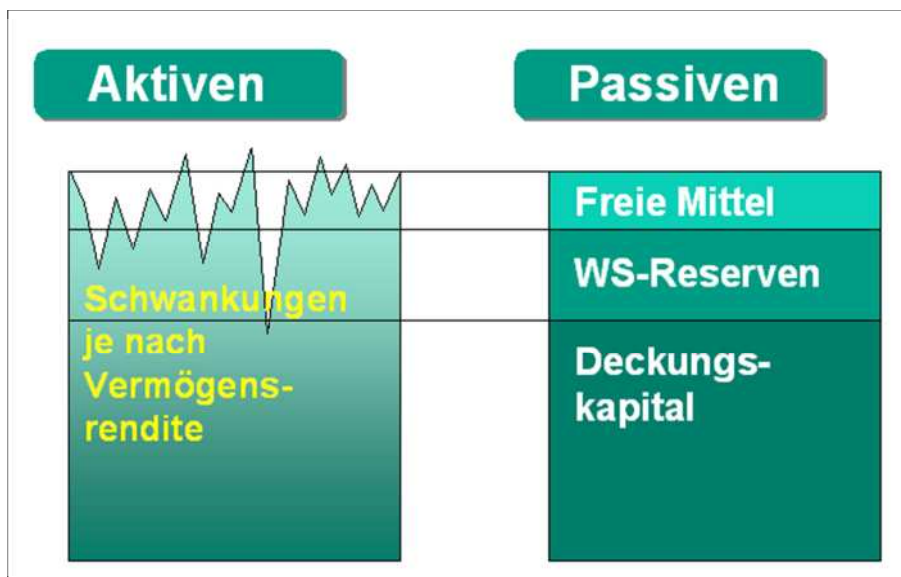 Aktiven
Passiven
Schwankungen
je nach
Vermögens-
rendite
Freie Mittel
WS-Reserven
Deckungs-
kapital